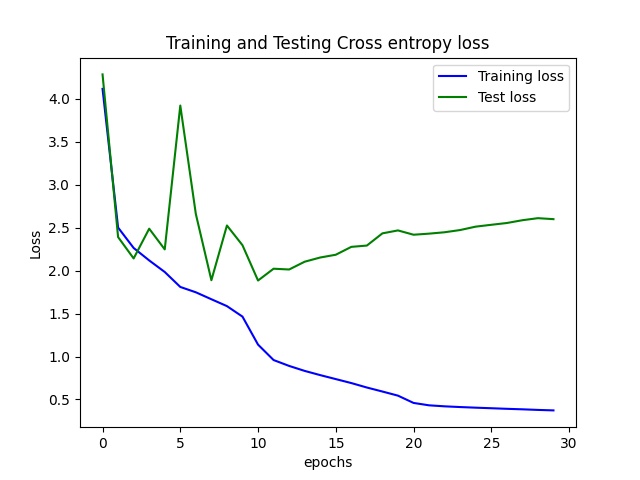 Training and Testing Cross entropy loss
Training loss
Test loss
4.0
3.5
3.0
2.5
2.0
1.5
1.0
0.5
Loss
0 5 10 15 20 25 30
epochs